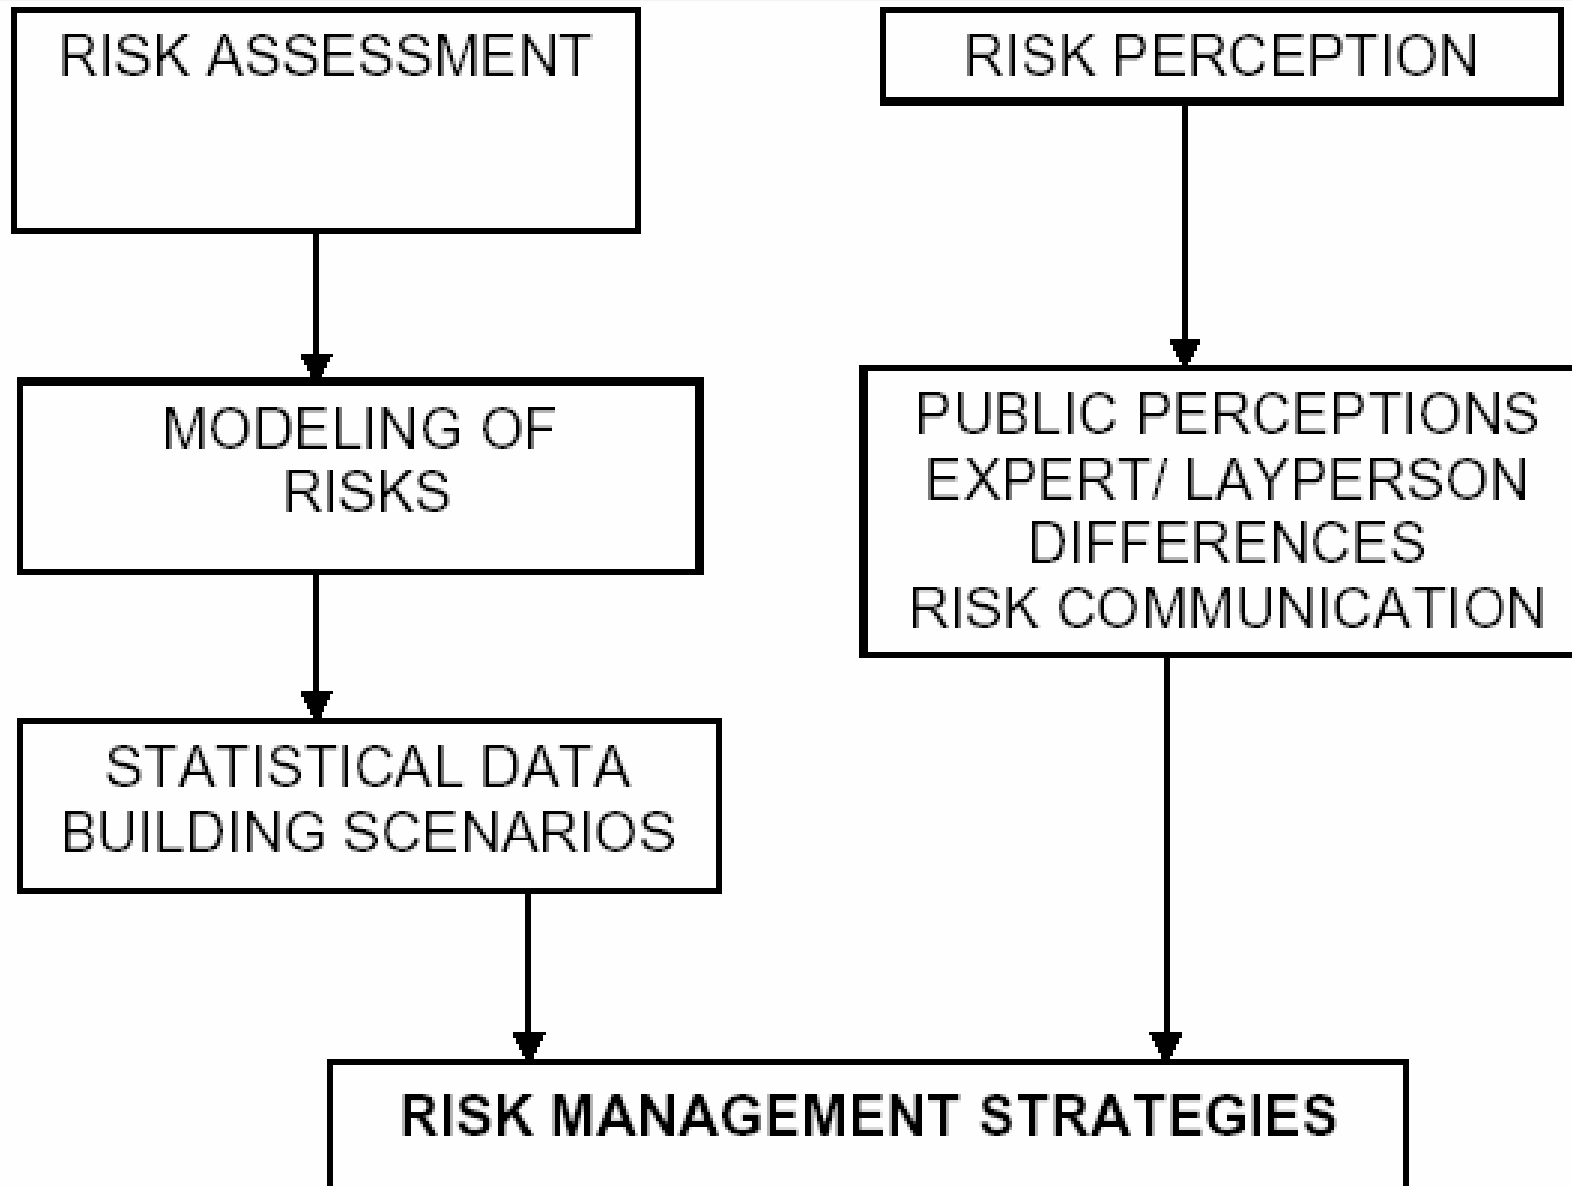 RISK ASSESSMENT
RISK PERCEPTION
MODELING OF
RISKS
PUBLIC PERCEPTIONS
EXPERT/ LAYPERSON
DIFFERENCES
RISK COMMUNICATION
STATISTICAL DATA
BUILDING SCENARIOS
RISK MANAGEMENT STRATEGIES